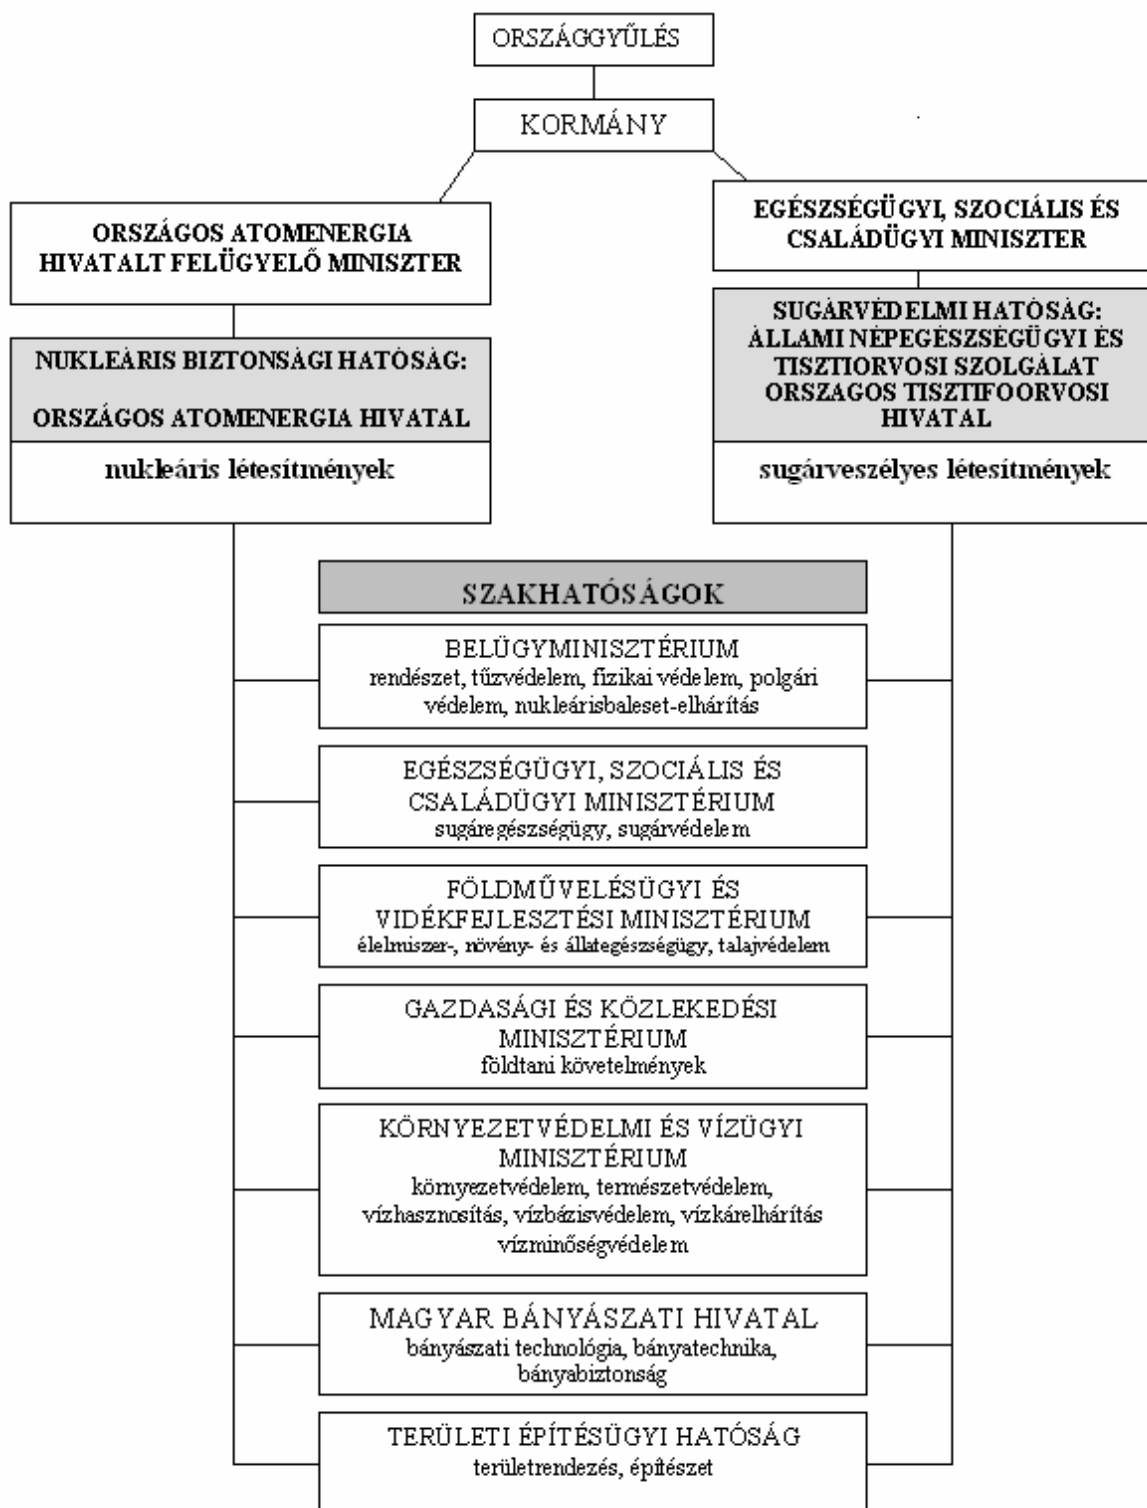 ORSZÁGGYŰLÉS
KORMÁNY
ORSZÁGOS ATOMENERGIA
HIVATALT FELÜGYELŐ MINISZTER
EGÉSZSÉGÜGYI, SZOCIÁLIS ÉS
CSALÁDÜGYI MINISZTER
NUKLEÁRIS BIZTONSÁGI HATÓSÁG:
ORSZÁGOS ATOMENERGIA HIVATAL
nukleáris létesítmények
SUGÁRVÉDELMI HATÓSÁG:
ÁLLAMI NÉPEGÉSZSÉGÜGYI ÉS
TISZTIORVOSI SZOLGÁLAT
ORSZAGOS TISZTIFOORVOSI
HIVATAL
sugárveszélyes létesítmények
SZAKHATÓSÁGOK
BELÜGYMINISZTÉRIUM
rendészet, tűzvédelem, fizikai védelem, polgári
védelem, nukleárisbaleset-elhárítás
EGÉSZSÉGÜGYI, SZOCIÁLIS ÉS
CSALÁDÜGYI MINISZTÉRIUM
sugáregészségügy, sugárvédelem
FÖLDMŰVELÉSÜGYI ÉS
VIDÉKFEJLESZTÉSI MINISZTÉRIUM
élelmiszer-, növény- és állategészségügy, talajvédelem
GAZDASÁGI ÉS KÖZLEKEDÉSI
MINISZTÉRIUM
földtani követelmények
KÖRNYEZETVÉDELMI ÉS VÍZÜGYI
MINISZTÉRIUM
környezetvédelem, természetvédelem,
vízhasznosítás, vízbázisvédelem, vízkárelhárítás
vízminőségvédelem
MAGYAR BÁNYÁSZATI HIVATAL
bányászati technológia, bányatechnika,
bányabiztonság
TERÜLETI ÉPÍTÉSÜGYI HATÓSÁG
területrendezés, építészet